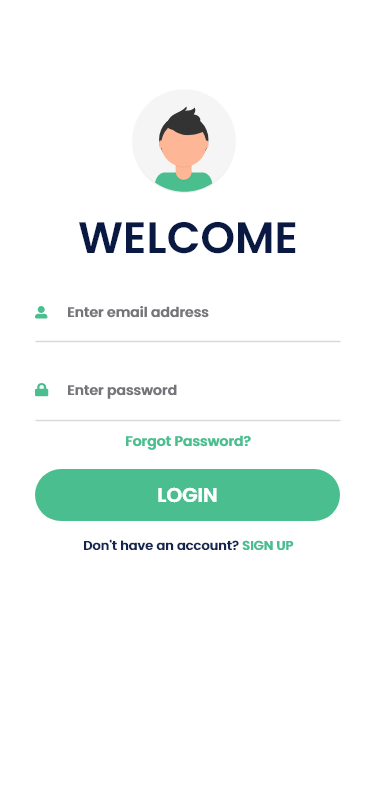 WELCOME
Enter email address
Enter password
Forgot Password?
LOGIN
Don't have an account? SIGN UP